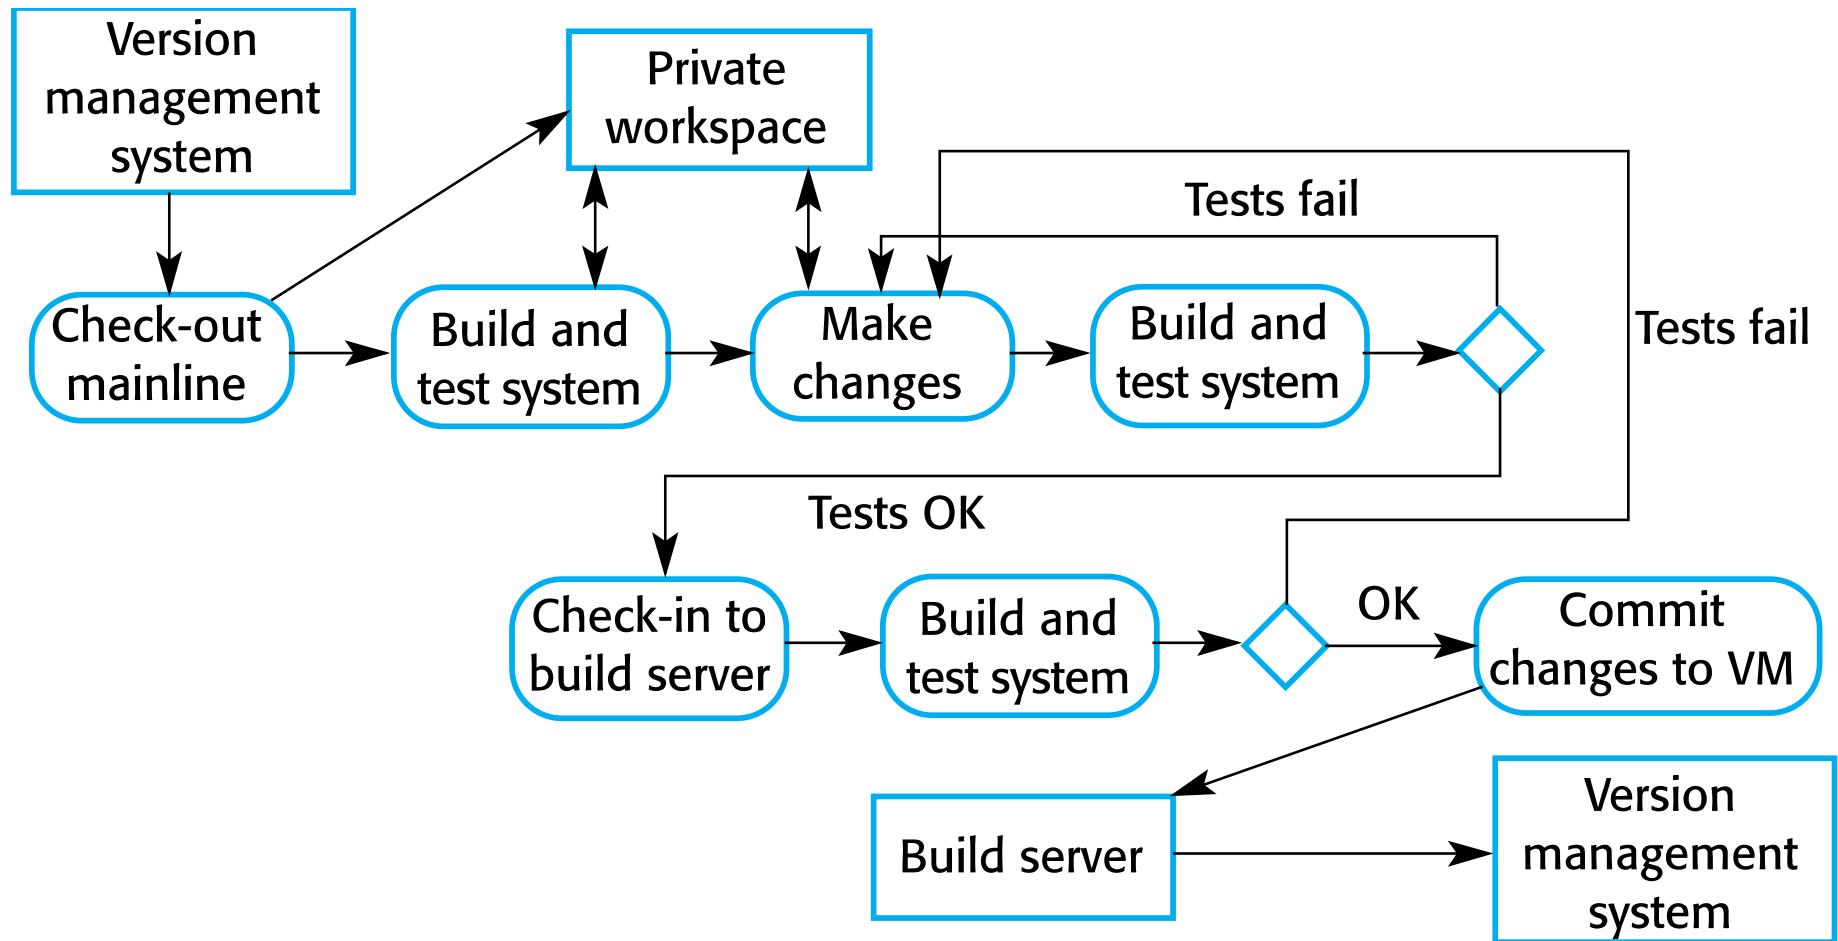 Version
management
system
Private
workspace
Tests fail
Check-out
mainline
Build and
test system
Make
changes
Build and
test system
Tests fail
Tests OK
Check-in to
build server
Build and
test system
OK
Commit
changes to VM
Build server
Version
management
system